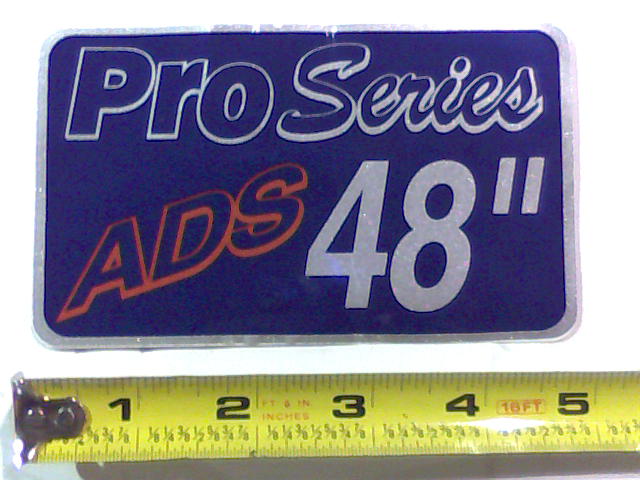 Pro Series
ADS 48"
1 2 FT & IN. 3 4 16FT 5
INCHES